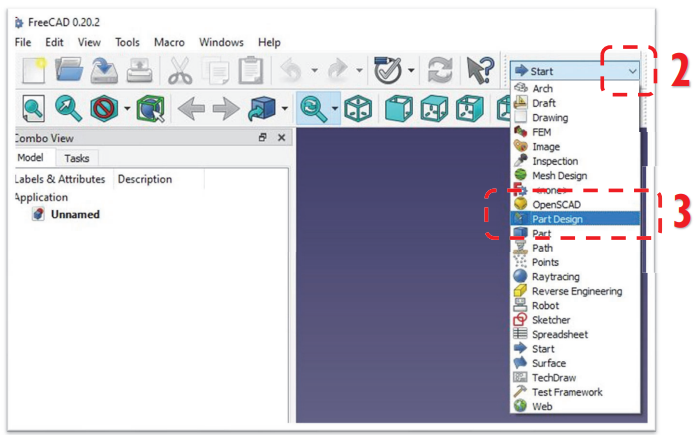 FreeCAD 0.20.2
File Edit View Tools Macro Windows Help
Start
2
Combo View
Model Tasks
Labels & Attributes Description
Application
Unnamed
Arch
Draft
Drawing
FEM
Image
Inspection
Mesh Design
<none>
OpenSCAD
Part Design
3
Part
Path
Points
Raytracing
Reverse Engineering
Robot
Sketcher
Spreadsheet
Start
Surface
TechDraw
Test Framework
Web